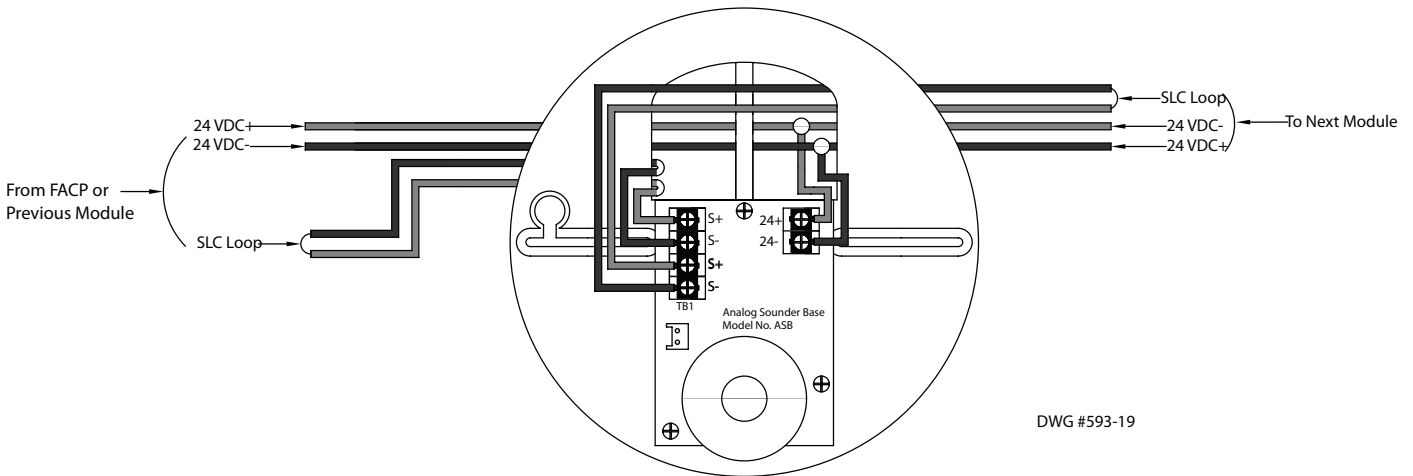 24 VDC+
24 VDC-
From FACP or
Previous Module
SLC Loop
S+
S-
S+
S-
TB1
24+
24-
Analog Sounder Base
Model No. ASB
SLC Loop
24 VDC-
24 VDC+
To Next Module
DWG #593-19